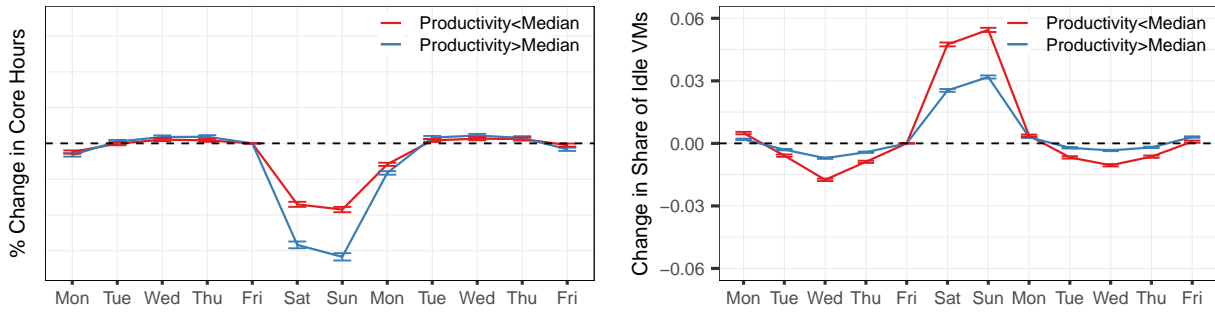 % Change in Core Hours
Productivity<Median
Productivity>Median
Mon Tue Wed Thu Fri Sat Sun Mon Tue Wed Thu Fri
Change in Share of Idle VMs
0.06
0.03
0.00
−0.03
−0.06
Productivity<Median
Productivity>Median
Mon Tue Wed Thu Fri Sat Sun Mon Tue Wed Thu Fri